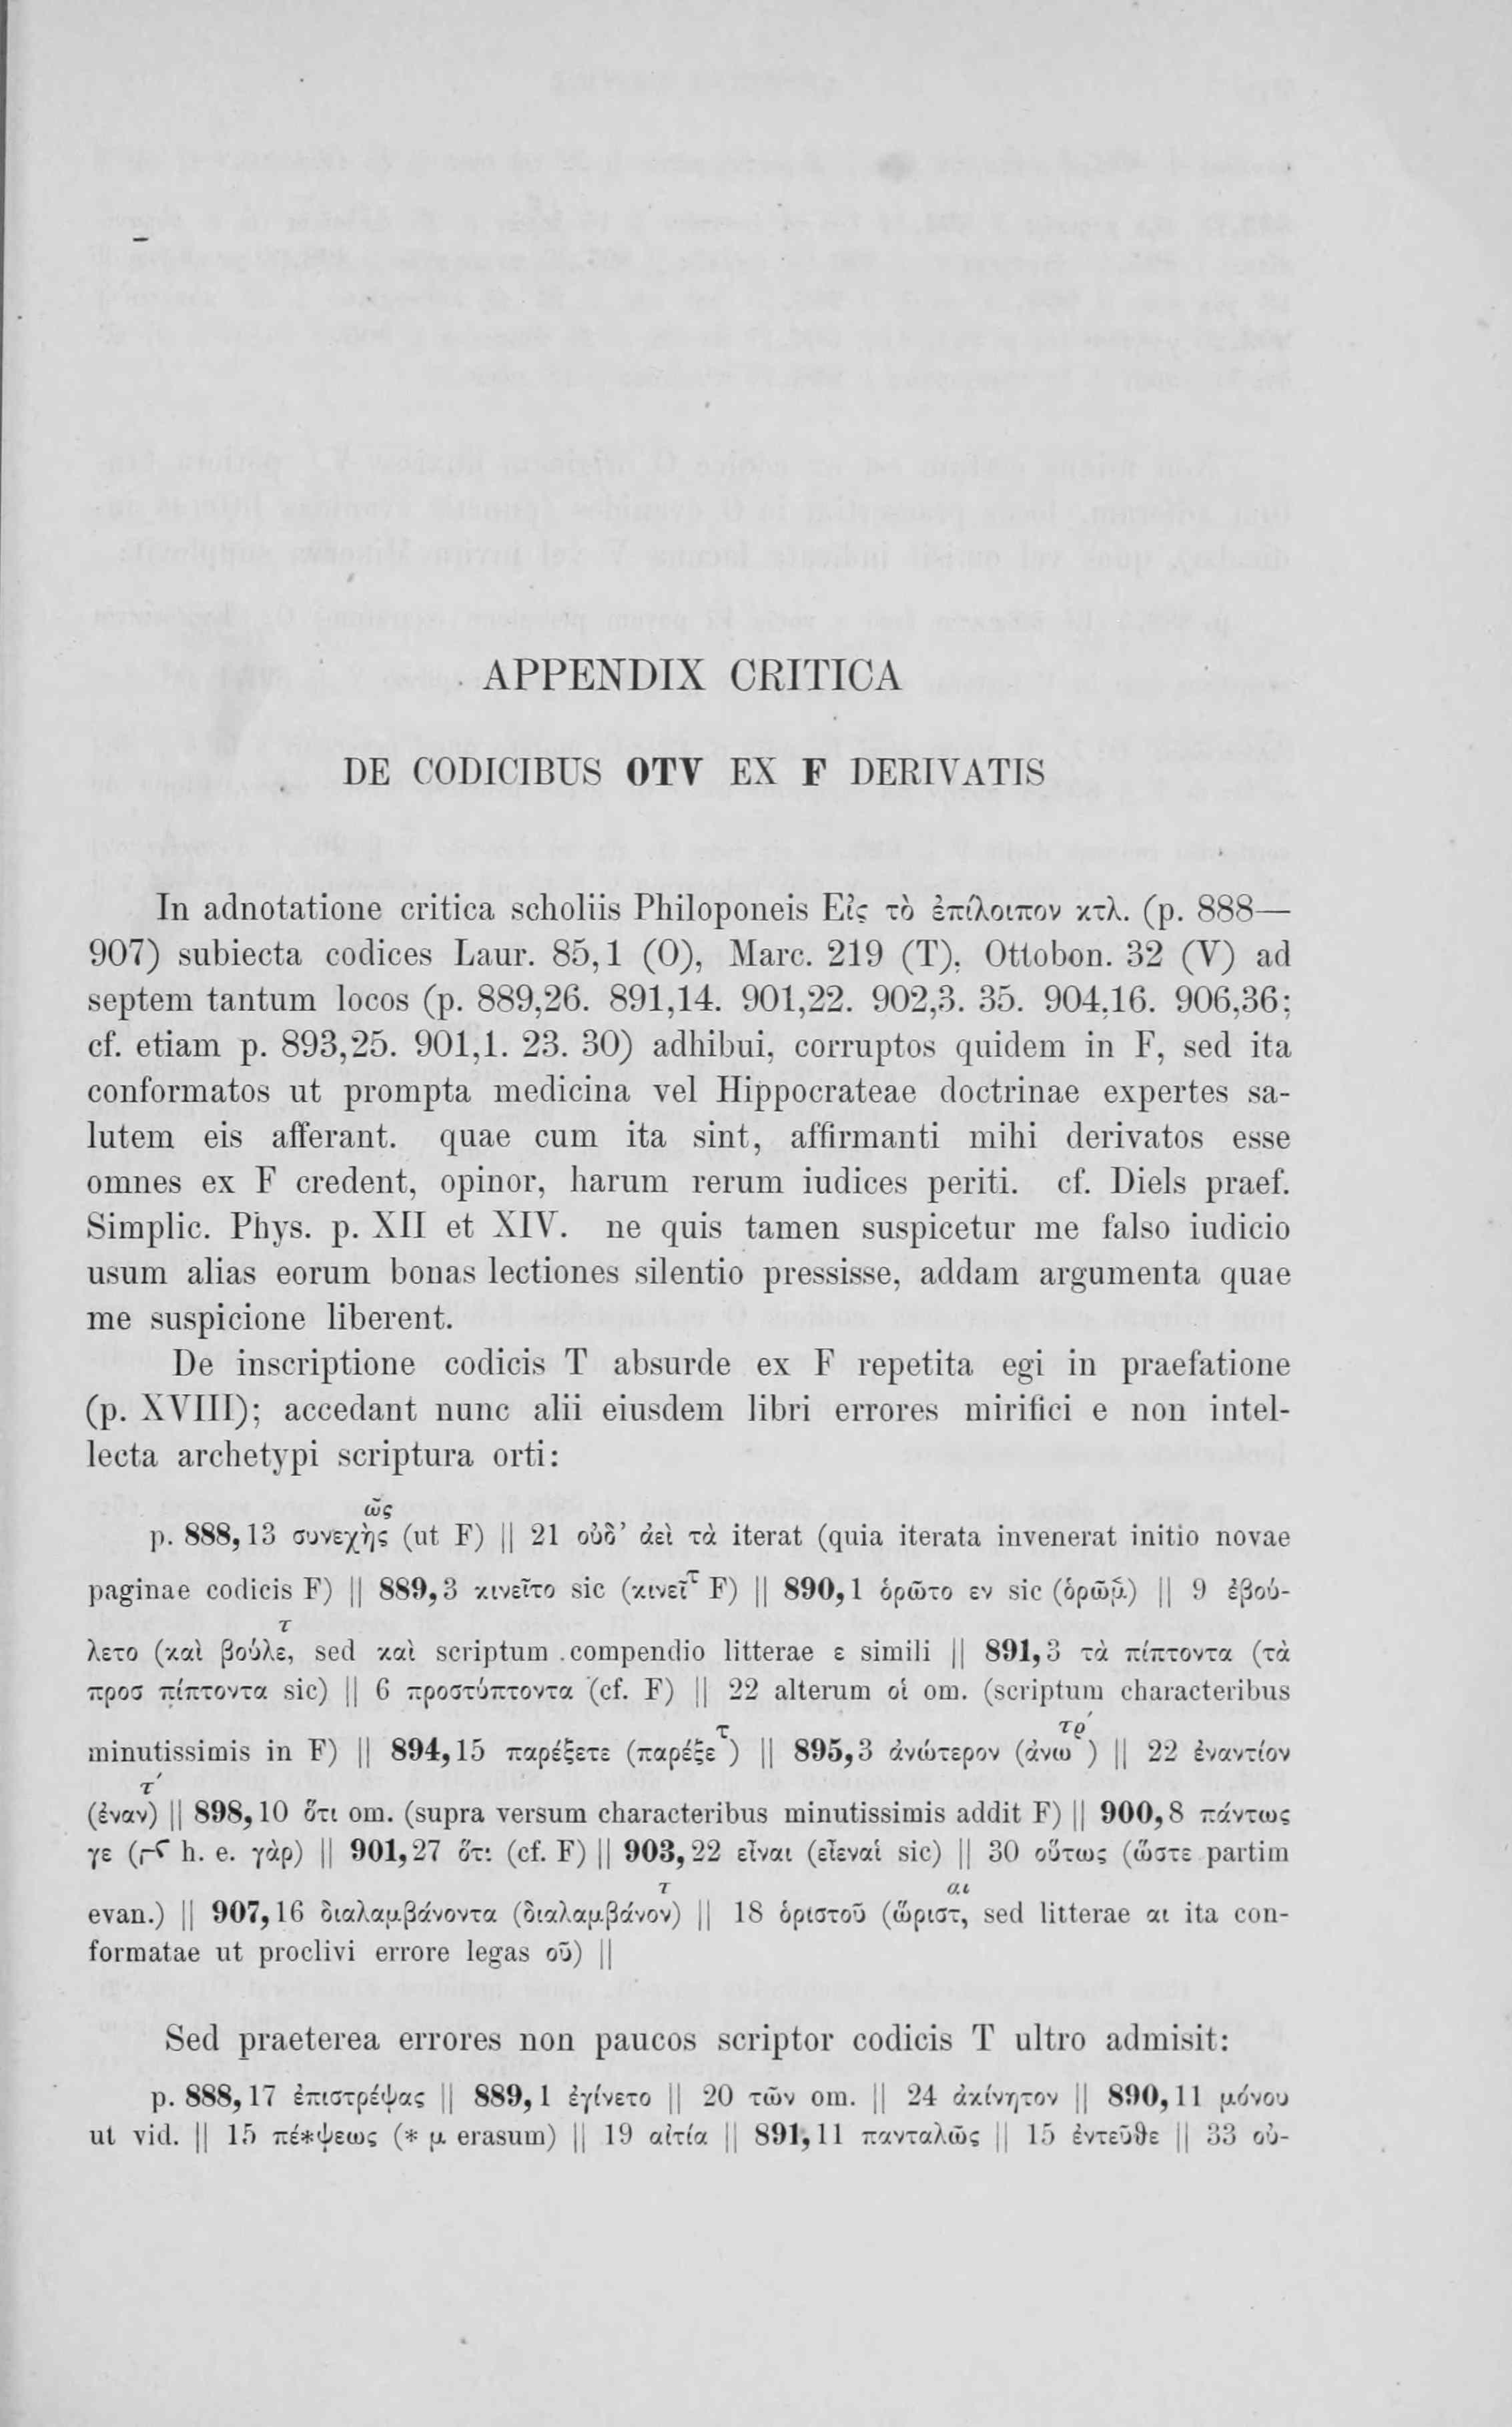 APPENDIX CRITICA
DE CODICIBUS OTV EX F DERIVATIS
In adnotatione critica scholiis Philoponeis Εἰς τὸ ἐπίλοιπον κτλ. (p. 888—
907) subiecta codices Laur. 85,1 (O), Marc. 219 (T), Ottobon. 32 (V) ad
septem tantum locos (p. 889,26. 891,14. 901,22. 902,3. 35. 904,16. 906,36;
cf. etiam p. 893,25. 901,1. 23. 30) adhibui, corruptos quidem in F, sed ita
conformatos ut prompta medicina vel Hippocrateae doctrinae expertes sa-
lutem eis afferant. quae cum ita sint, affirmanti mihi derivatos esse
omnes ex F credent, opinor, harum rerum iudices periti. cf. Diels praef.
Simplic. Phys. p. XII et XIV. ne quis tamen suspicetur me falso iudicio
usum alias eorum bonas lectiones silentio pressisse, addam argumenta quae
me suspicione liberent.
De inscriptione codicis T absurde ex F repetita egi in praefatione
(p. XVIII); accedant nunc alii eiusdem libri errores mirifici e non intel-
lecta archetypi scriptura orti:
ῶς
p. 888,13 συνεχὴς (ut F) || 21 οὐδ’ ἀεὶ τὰ iterat (quia iterata invenerat initio novae
paginae codicis F) || 889,3 κινεῖτο sic (κινεῖτ F) || 890,1 ὁρῶτο εν sic || 9 ἐβού-
τ
λετο (καὶ βούλε, sed καὶ scriptum compendio litterae ε simili || 891,3 τὰ πίπτοντα (τὰ
προσ πίπτοντα sic) || 6 προστύπτοντα (cf. F) || 22 alterum οἱ om. (scriptum characteribus
τ τρ´
minutissimis in F) || 894,15 παρέξετε (παρέξε ) || 895,3 ἀνώτερον (ἀνω ) || 22 ἐναντίον
τ´
(ἐναν) || 898,10 ὅτι om. (supra versum characteribus minutissimis addit F) || 900,8 πάντως
γε ( h. e. γὰρ) || 901,27 ὅτι (cf. F) || 903,22 εἶναι (εἶεναί sic) || 30 οὕτως (ὥστε partim
τ αι
evan.) || 907,16 διαλαμβάνοντα (διαλαμβάνον) || 18 ὁριστοῦ (ὥριστ, sed litterae αι ita con-
formatae ut proclivi errore legas οῦ) ||
Sed praeterea errores non paucos scriptor codicis T ultro admisit:
p. 888,17 ἐπιστρέψας || 889,1 ἐγίνετο || 20 τῶν om. || 24 ἀκίνητον || 890,11 μόνου
ut vid. || 15 πέ*ψεως (* μ erasum) || 19 αἰτία || 891,11 πανταλῶς || 15 ἐντεῦθε || 33 οὐ-